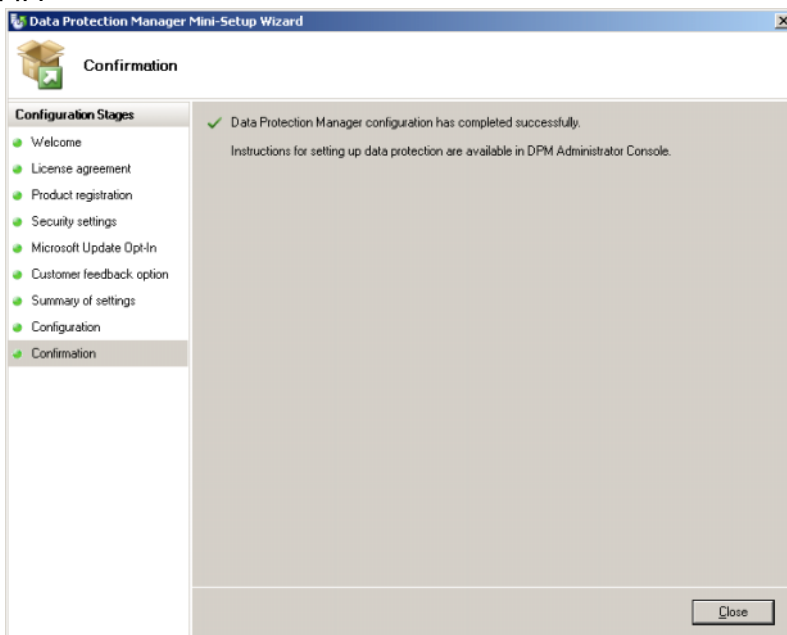 Data Protection Manager Mini-Setup Wizard
Confirmation
Configuration Stages
Welcome
License agreement
Product registration
Security settings
Microsoft Update Opt-In
Customer feedback option
Summary of settings
Configuration
Confirmation
Data Protection Manager configuration has completed successfully.
Instructions for setting up data protection are available in DPM Administrator Console.
Close